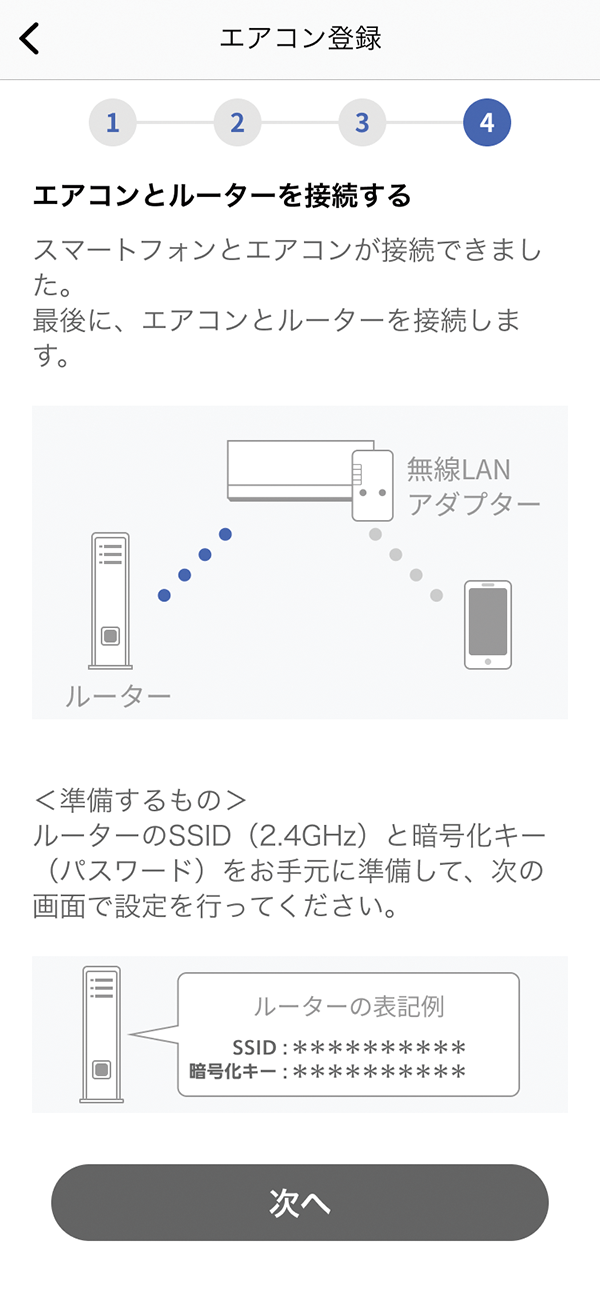 エアコン登録
1 2 3 4
エアコンとルーターを接続する
スマートフォンとエアコンが接続できまし
た。
最後に、エアコンとルーターを接続しま
す。
無線LAN
アダプター
ルーター
＜準備するもの＞
ルーターのSSID（2.4GHz）と暗号化キー
（パスワード）をお手元に準備して、次の
画面で設定を行ってください。
ルーターの表記例
SSID : ＊＊＊＊＊＊＊＊＊＊
暗号化キー : ＊＊＊＊＊＊＊＊＊＊
次へ